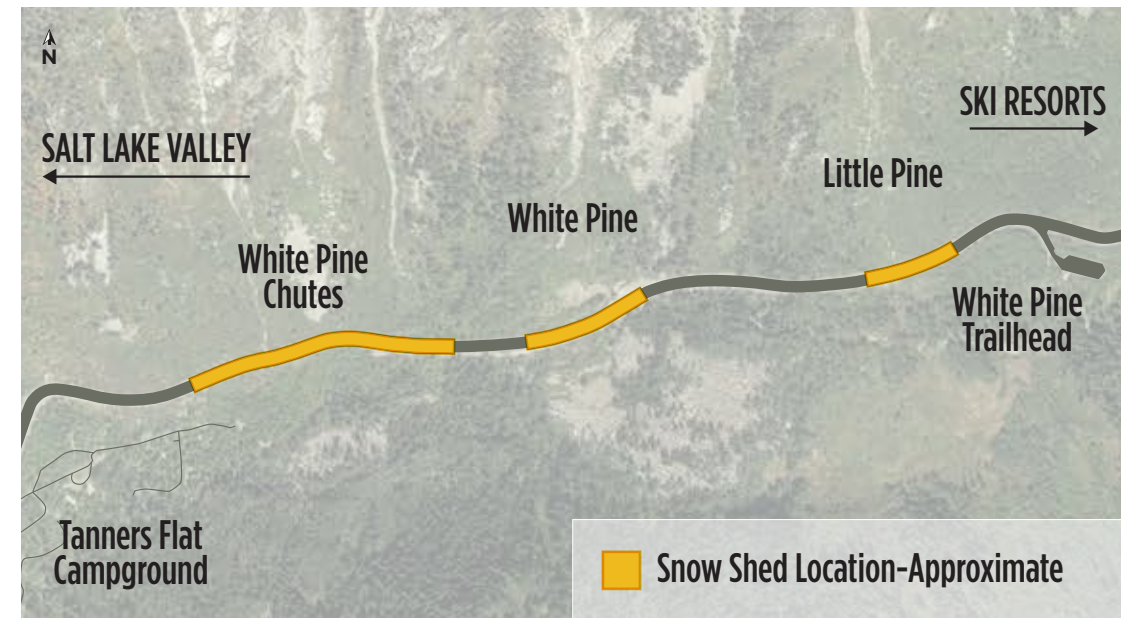 N
SKI RESORTS
SALT LAKE VALLEY
Little Pine
White Pine
White Pine
Chutes
White Pine
Trailhead
Tanners Flat
Campground
Snow Shed Location-Approximate